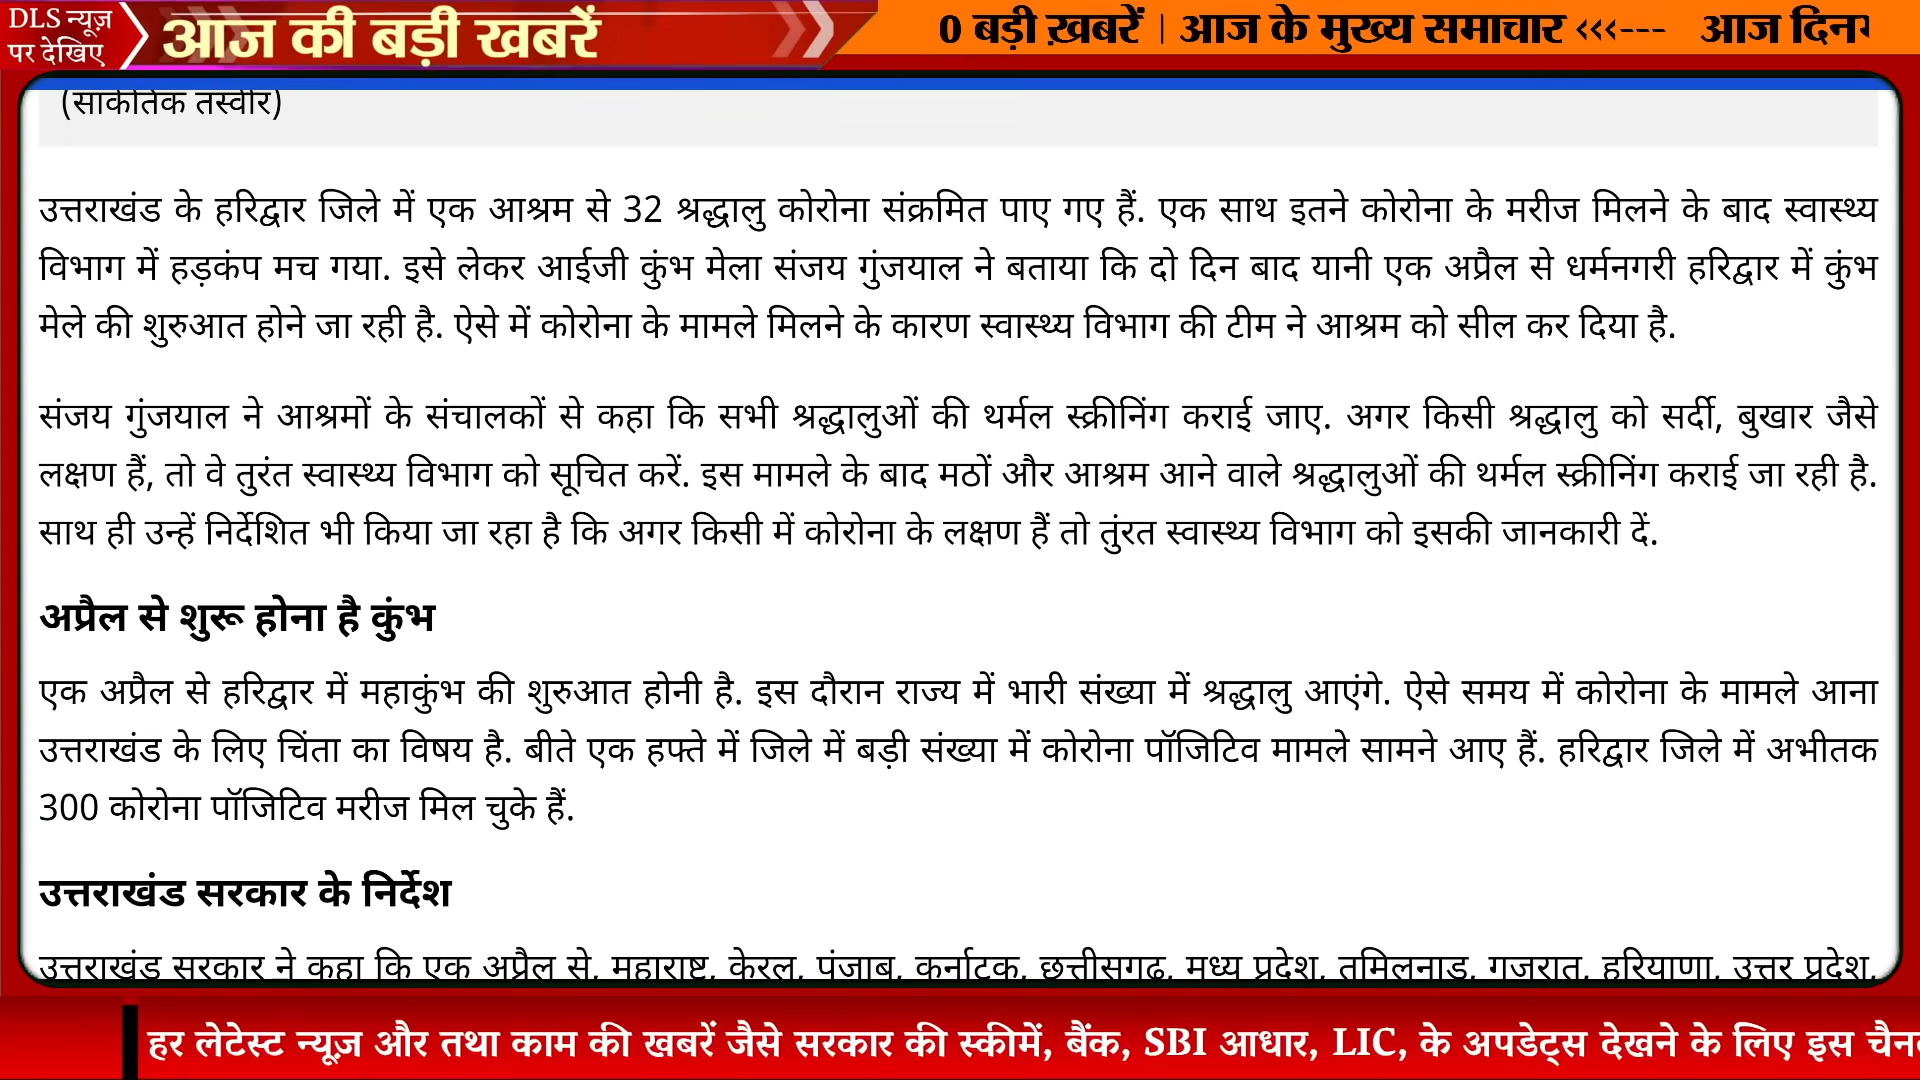 DLS न्यूज़
पर देखिए
आज की बड़ी खबरें
0 बड़ी ख़बरें | आज के मुख्य समाचार <<<--- आज
(सांकेतिक तस्वीर)
उत्तराखंड के हरिद्वार जिले में एक आश्रम से 32 श्रद्धालु कोरोना संक्रमित पाए गए हैं. एक साथ इतने कोरोना के मरीज मिलने के बाद स्वास्थ्य
विभाग में हड़कंप मच गया. इसे लेकर आईजी कुंभ मेला संजय गुंजयाल ने बताया कि दो दिन बाद यानी एक अप्रैल से धर्मनगरी हरिद्वार में कुंभ
मेले की शुरुआत होने जा रही है. ऐसे में कोरोना के मामले मिलने के कारण स्वास्थ्य विभाग की टीम ने आश्रम को सील कर दिया है.
संजय गुंजयाल ने आश्रमों के संचालकों से कहा कि सभी श्रद्धालुओं की थर्मल स्क्रीनिंग कराई जाए. अगर किसी श्रद्धालु को सर्दी, बुखार जैसे
लक्षण हैं, तो वे तुरंत स्वास्थ्य विभाग को सूचित करें. इस मामले के बाद मठों और आश्रम आने वाले श्रद्धालुओं की थर्मल स्क्रीनिंग कराई जा रही है.
साथ ही उन्हें निर्देशित भी किया जा रहा है कि अगर किसी में कोरोना के लक्षण हैं तो तुंरत स्वास्थ्य विभाग को इसकी जानकारी दें.
अप्रैल से शुरू होना है कुंभ
एक अप्रैल से हरिद्वार में महाकुंभ की शुरुआत होनी है. इस दौरान राज्य में भारी संख्या में श्रद्धालु आएंगे. ऐसे समय में कोरोना के मामले आना
उत्तराखंड के लिए चिंता का विषय है. बीते एक हफ्ते में जिले में बड़ी संख्या में कोरोना पॉजिटिव मामले सामने आए हैं. हरिद्वार जिले में अभीतक
300 कोरोना पॉजिटिव मरीज मिल चुके हैं.
उत्तराखंड सरकार के निर्देश
उत्तराखंड सरकार ने कहा कि एक अप्रैल से, महाराष्ट्र, केरल, पंजाब, कर्नाटक, छत्तीसगढ़, मध्य प्रदेश, तमिलनाडु, गुजरात, हरियाणा, उत्तर प्रदेश,
हर लेटेस्ट न्यूज़ और तथा काम की खबरें जैसे सरकार की स्कीमें, बैंक, SBI आधार, LIC, के अपडेट्स देखने के लिए इस